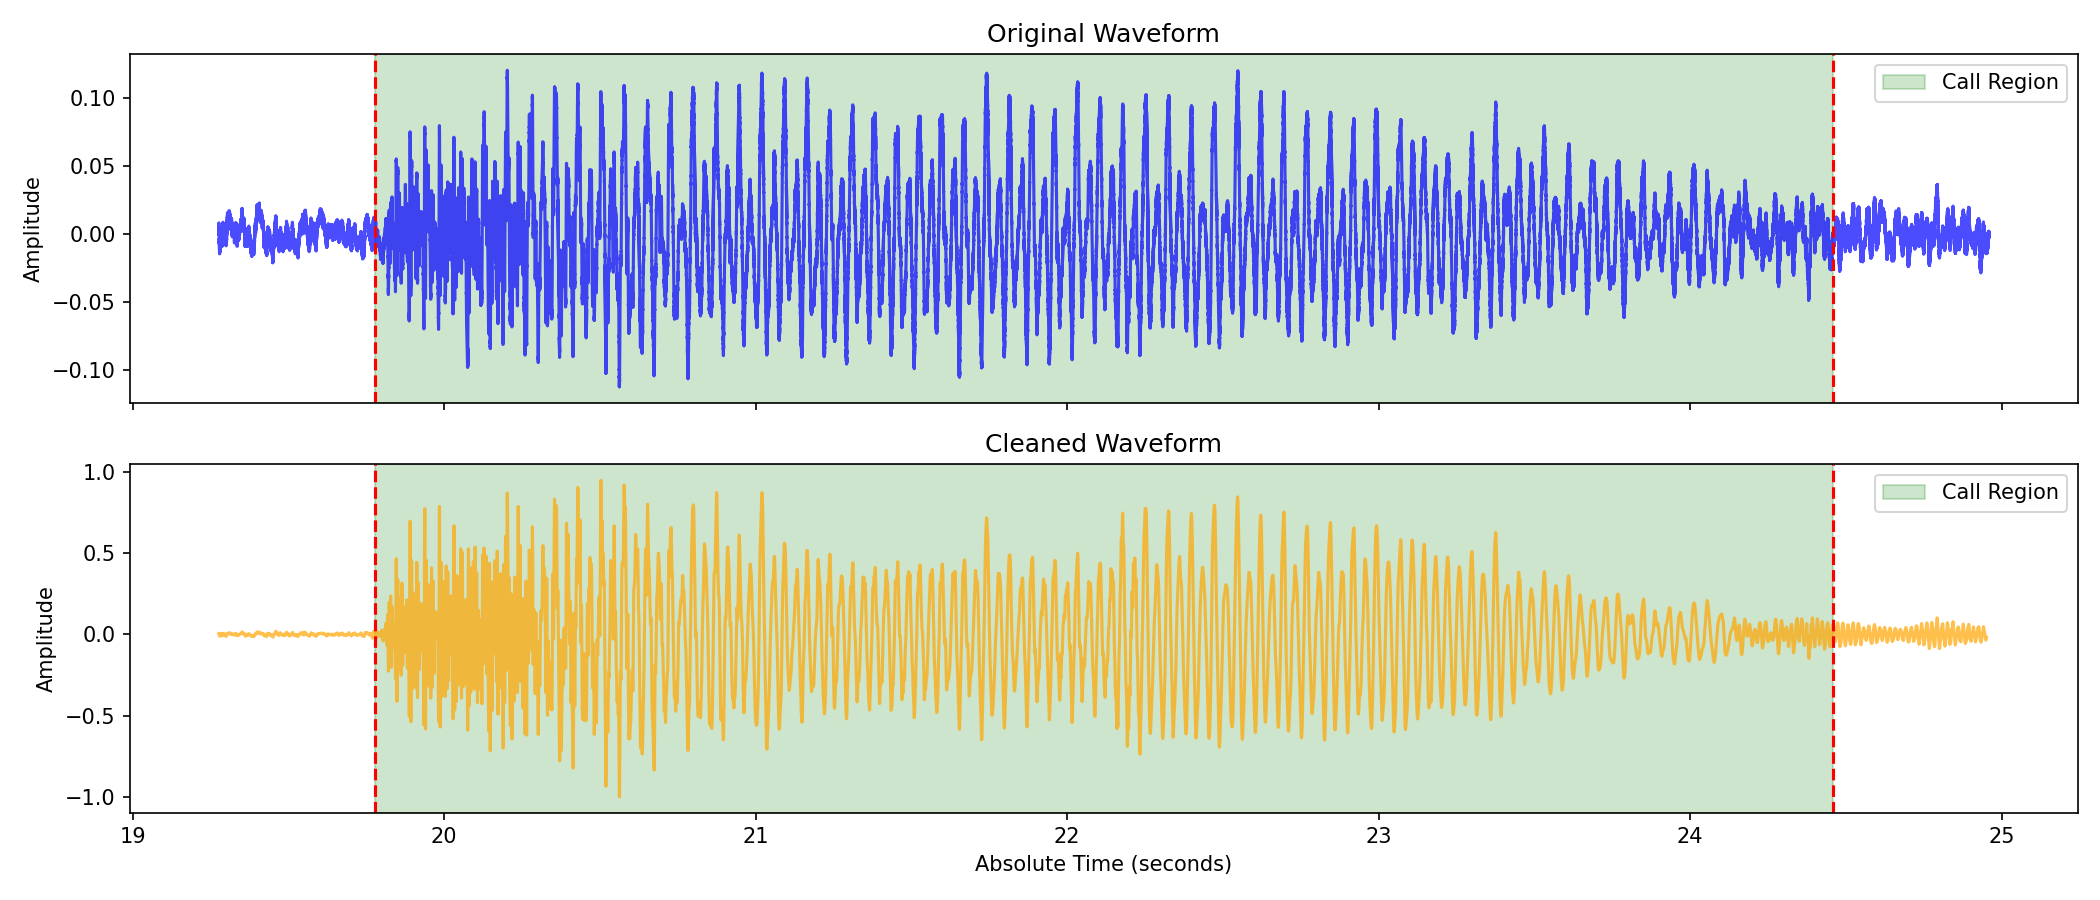 Original Waveform
Call Region
0.10
0.05
0.00
−0.05
−0.10
Amplitude
Cleaned Waveform
Call Region
1.0
0.5
0.0
−0.5
−1.0
Amplitude
19 20 21 22 23 24 25
Absolute Time (seconds)